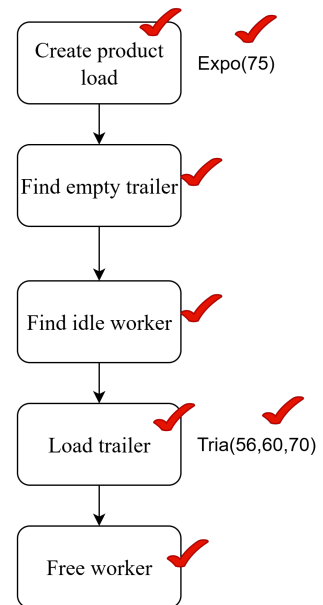 Create product
load
Expo(75)
Find empty trailer
Find idle worker
Load trailer
Tria(56,60,70)
Free worker